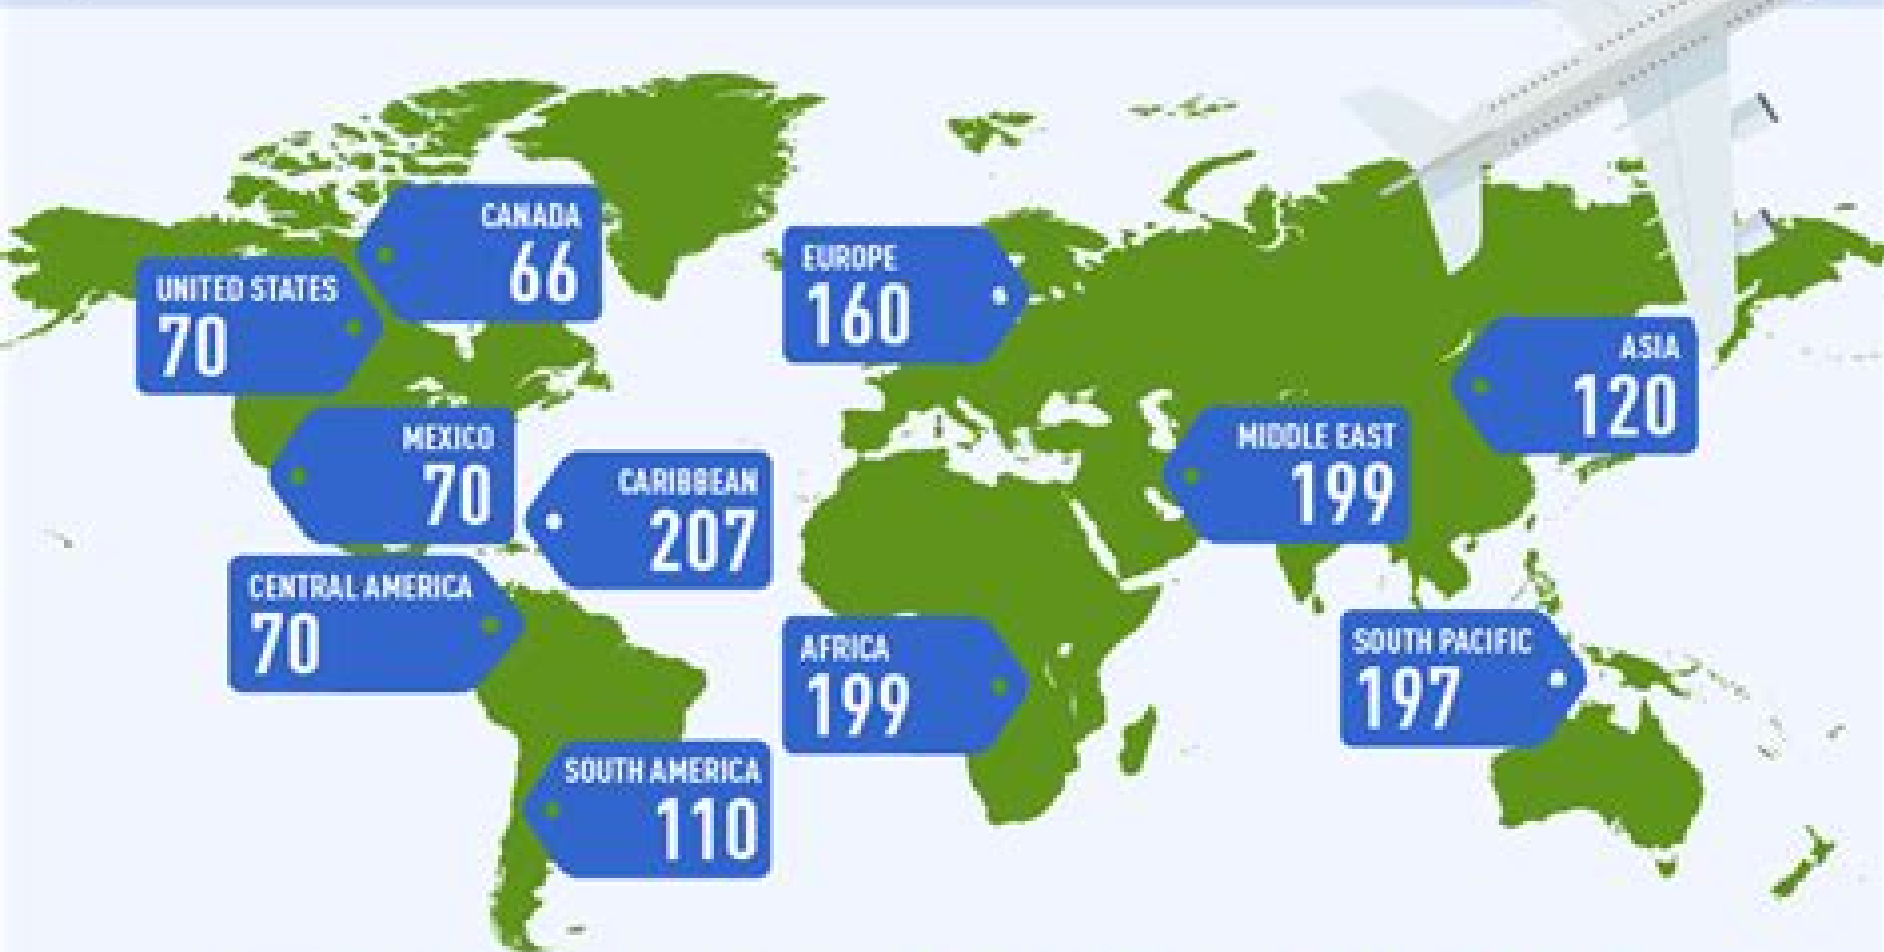 CANADA
66
UNITED STATES
70
EUROPE
160
ASIA
120
MEXICO
70
MIDDLE EAST
199
CARIBBEAN
207
CENTRAL AMERICA
70
AFRICA
199
SOUTH PACIFIC
197
SOUTH AMERICA
110